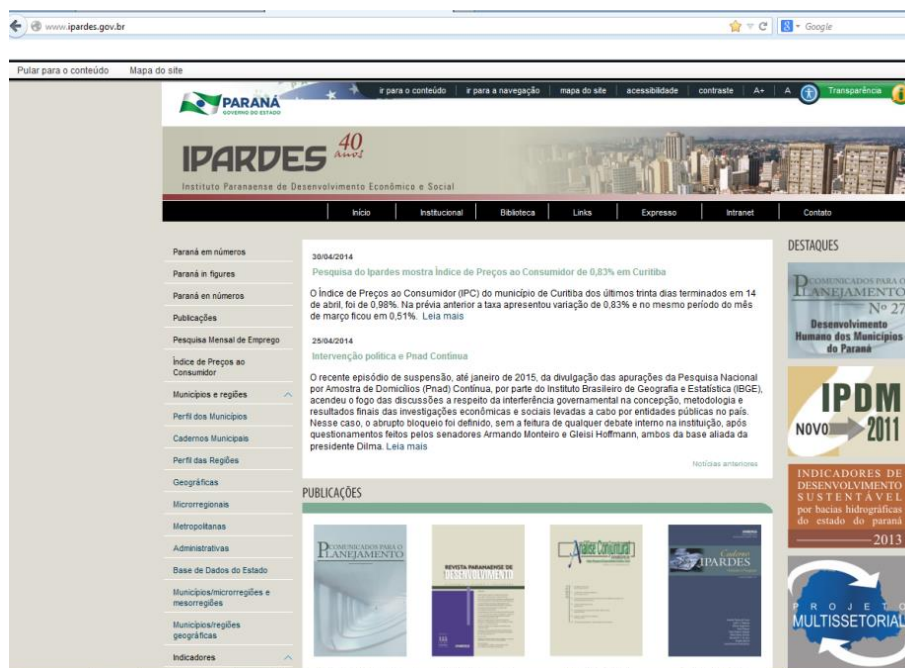 www.ipardes.gov.br
Google
Pular para o conteúdo Mapa do site
PARANÁ
GOVERNO DO ESTADO
ir para o conteúdo ir para a navegação mapa do site acessibilidade contraste A+ A Transparência
IPARDES 40 anos
Instituto Paranaense de Desenvolvimento Econômico e Social
Início Institucional Biblioteca Links Expresso Intranet Contato
Paraná em números
Paraná in figures
Paraná en números
Publicações
Pesquisa Mensal de Emprego
Índice de Preços ao
Consumidor
Municípios e regiões
Perfil dos Municípios
Cadernos Municipais
Perfil das Regiões
Geográficas
Microrregionais
Metropolitanas
Administrativas
Base de Dados do Estado
Municípios/microrregiões e
mesorregiões
Municípios/regiões
geográficas
Indicadores
30/04/2014
Pesquisa do Ipardes mostra Índice de Preços ao Consumidor de 0,83% em Curitiba
O Índice de Preços ao Consumidor (IPC) do município de Curitiba dos últimos trinta dias terminados em 14
de abril, foi de 0,98%. Na prévia anterior a taxa apresentou variação de 0,83% e no mesmo período do mês
de março ficou em 0,51%. Leia mais
25/04/2014
Intervenção política e Pnad Contínua
O recente episódio de suspensão, até janeiro de 2015, da divulgação das apurações da Pesquisa Nacional
por Amostra de Domicílios (Pnad) Contínua, por parte do Instituto Brasileiro de Geografia e Estatística (IBGE),
acendeu o fogo das discussões a respeito da interferência governamental na concepção, metodologia e
resultados finais das investigações econômicas e sociais levadas a cabo por entidades públicas no país.
Nesse caso, o abrupto bloqueio foi definido, sem a feitura de qualquer debate interno na instituição, após
questionamentos feitos pelos senadores Armando Monteiro e Gleisi Hoffmann, ambos da base aliada da
presidente Dilma. Leia mais
Notícias anteriores
PUBLICAÇÕES
COMUNICADOS PARA O
PLANEJAMENTO
REVISTA PARANAENSE DE
DESENVOLVIMENTO
Análise Conjuntural
Caderno
IPARDES
DESTAQUES
COMUNICADOS PARA O
PLANEJAMENTO
Nº 27
Desenvolvimento
Humano dos Municípios
do Paraná
IPDM
NOVO 2011
INDICADORES DE
DESENVOLVIMENTO
SUSTENTÁVEL
por bacias hidrográficas
do estado do paraná
2013
PROJETO
MULTISSETORIAL